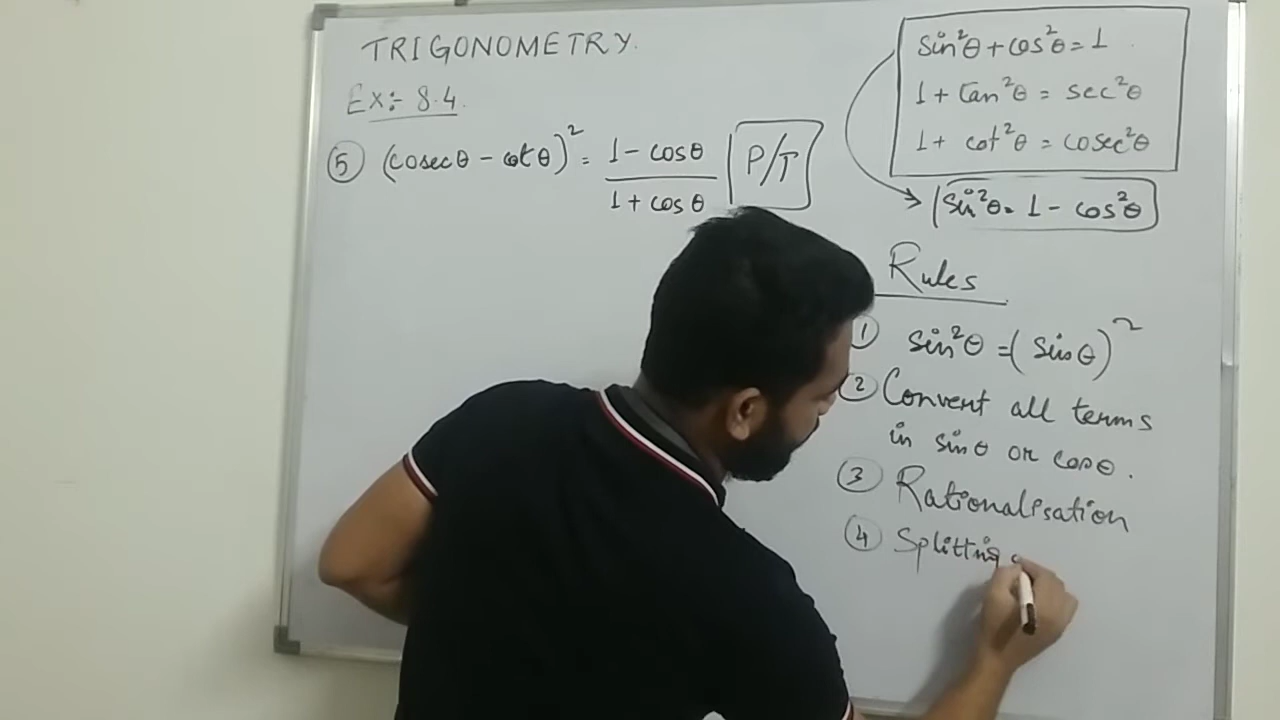 TRIGONOMETRY.
Ex:- 8.4.
⑤ (cosecθ - cotθ)² = 1 - cosθ / 1 + cosθ P/T
sin²θ + cos²θ = 1
1 + tan²θ = sec²θ
1 + cot²θ = cosec²θ
sin²θ = 1 - cos²θ
Rules
① sin²θ = (sinθ)²
② Convert all terms
in sinθ or cosθ.
③ Rationalisation
④ Splitting